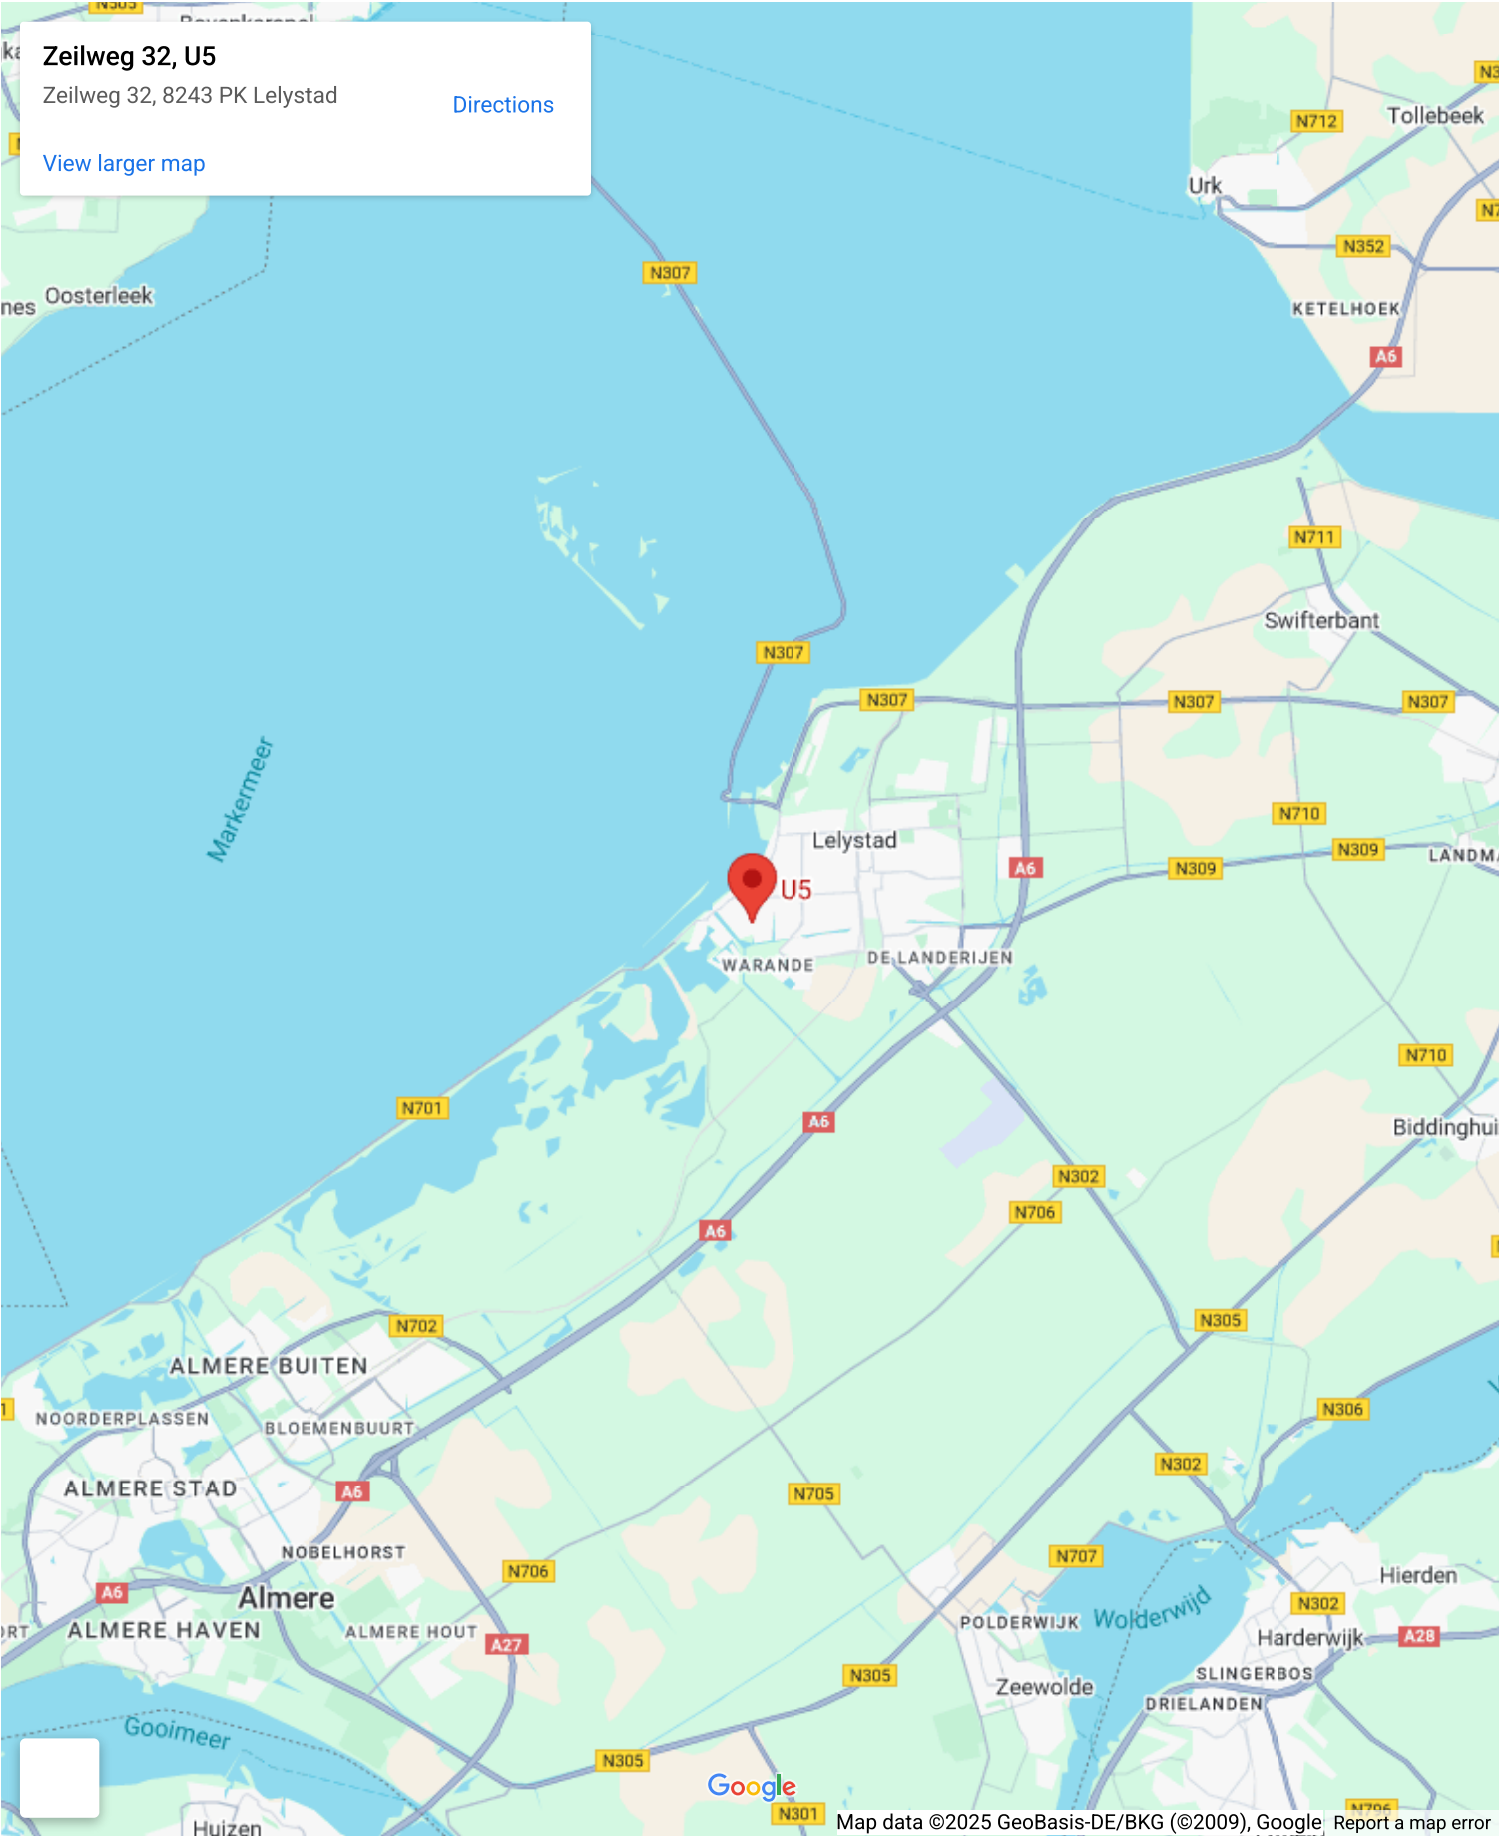 N505
Zeilweg 32, U5
Zeilweg 32, 8243 PK Lelystad
Directions
View larger map
Tollebeek
N712
Urk
N352
N307
Oosterleek
nes
KETELHOEK
A6
N711
Swifterbant
N307
N307
N307
N307
Markermeer
N710
Lelystad
N309
LANDM
A6
N309
U5
DE LANDERIJEN
WARANDE
N710
N701
A6
Biddinghui
N302
N706
A6
N305
N702
ALMERE BUITEN
N306
NOORDERPLASSEN
BLOEMENBUURT
N302
ALMERE STAD
A6
N705
NOBELHORST
N707
N706
Hierden
A6
Almere
N302
Wolderwijd
POLDERWIJK
ALMERE HAVEN
ALMERE HOUT
A27
Harderwijk
A28
SLINGERBOS
N305
Zeewolde
DRIELANDEN
Gooimeer
N305
Google
N301
Huizen
Map data ©2025 GeoBasis-DE/BKG (©2009), Google
Report a map error